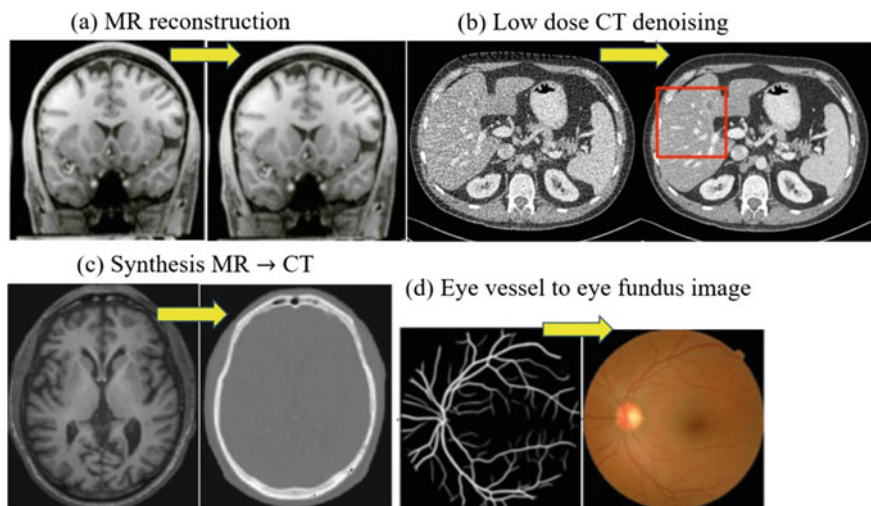 (a) MR reconstruction
(b) Low dose CT denoising
(c) Synthesis MR → CT
(d) Eye vessel to eye fundus image